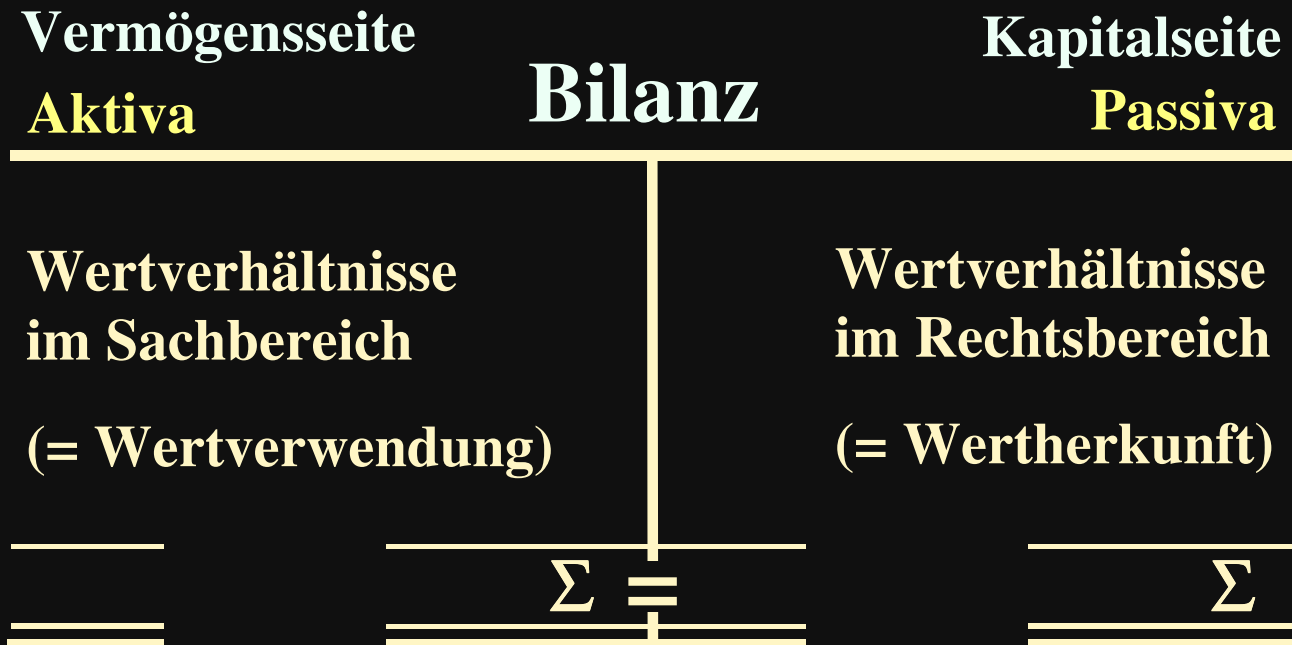 Vermögensseite
Bilanz
Kapitalseite
Aktiva
Passiva
Wertverhältnisse
im Sachbereich
(= Wertverwendung)
Wertverhältnisse
im Rechtsbereich
(= Wertherkunft)
Σ = Σ